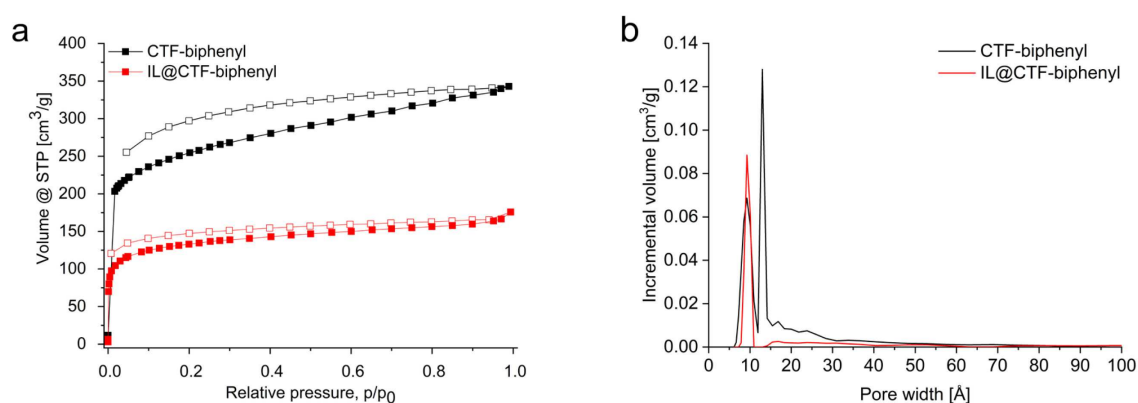 a
CTF-biphenyl
IL@CTF-biphenyl
Volume @ STP [cm³/g]
400
350
300
250
200
150
100
50
0
0.0 0.2 0.4 0.6 0.8 1.0
Relative pressure, p/p₀
b
CTF-biphenyl
IL@CTF-biphenyl
Incremental volume [cm³/g]
0.14
0.12
0.10
0.08
0.06
0.04
0.02
0.00
0 10 20 30 40 50 60 70 80 90 100
Pore width [Å]